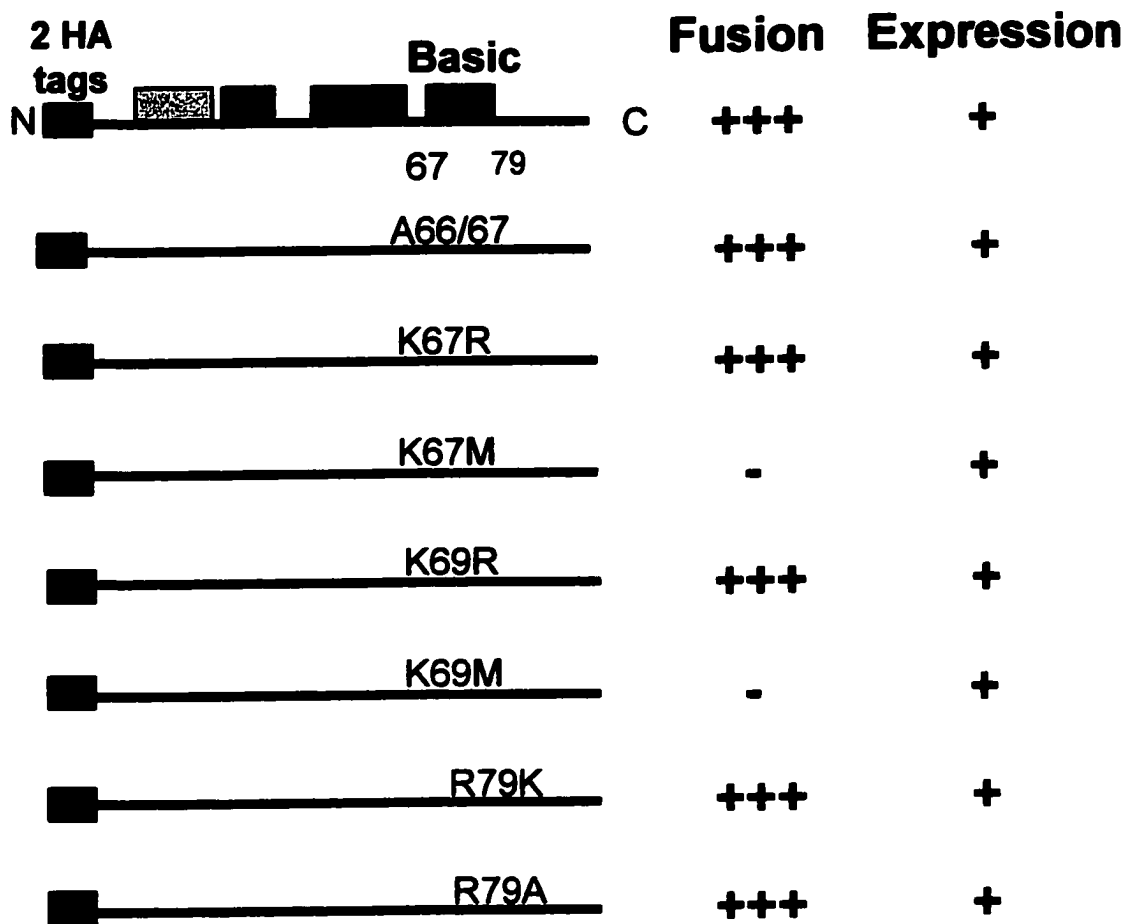 2 HA tags Basic Fusion Expression
N C +++ +
67 79
A66/67 +++ +
K67R +++ +
K67M - +
K69R +++ +
K69M - +
R79K +++ +
R79A +++ +